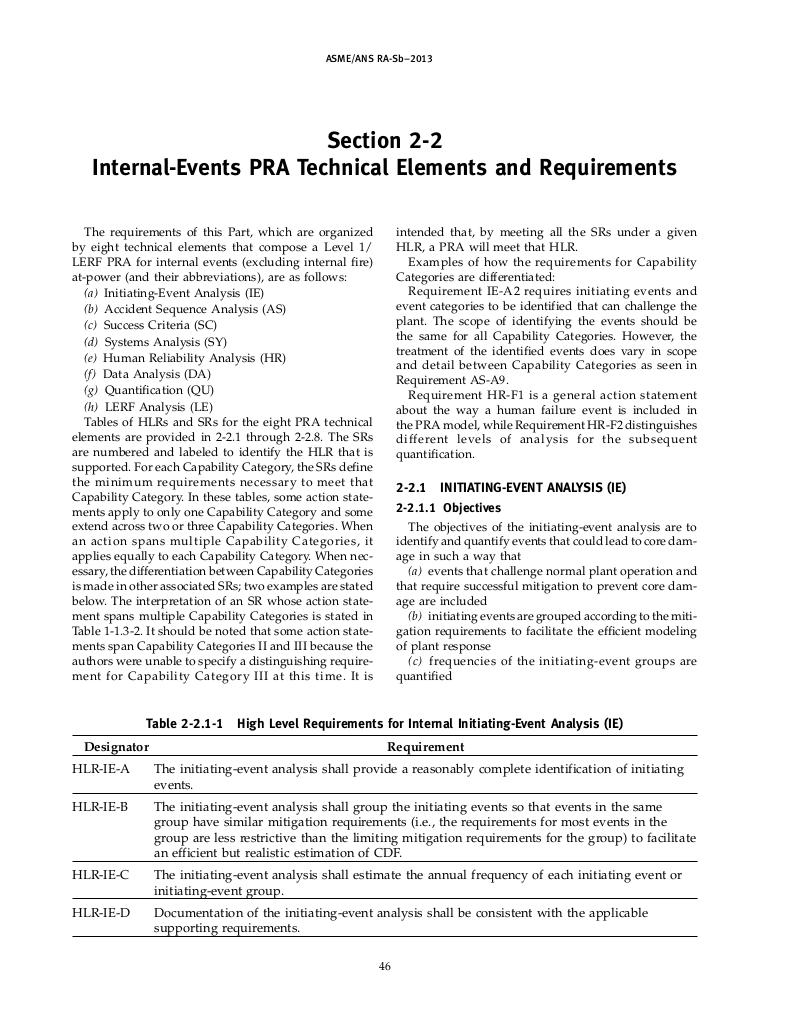 ASME/ANS RA-Sb–2013
Section 2-2
Internal-Events PRA Technical Elements and Requirements
The requirements of this Part, which are organized
by eight technical elements that compose a Level 1/
LERF PRA for internal events (excluding internal fire)
at-power (and their abbreviations), are as follows:
(a) Initiating-Event Analysis (IE)
(b) Accident Sequence Analysis (AS)
(c) Success Criteria (SC)
(d) Systems Analysis (SY)
(e) Human Reliability Analysis (HR)
(f) Data Analysis (DA)
(g) Quantification (QU)
(h) LERF Analysis (LE)
Tables of HLRs and SRs for the eight PRA technical
elements are provided in 2-2.1 through 2-2.8. The SRs
are numbered and labeled to identify the HLR that is
supported. For each Capability Category, the SRs define
the minimum requirements necessary to meet that
Capability Category. In these tables, some action state-
ments apply to only one Capability Category and some
extend across two or three Capability Categories. When
an action spans multiple Capability Categories, it
applies equally to each Capability Category. When nec-
essary, the differentiation between Capability Categories
is made in other associated SRs; two examples are stated
below. The interpretation of an SR whose action state-
ment spans multiple Capability Categories is stated in
Table 1-1.3-2. It should be noted that some action state-
ments span Capability Categories II and III because the
authors were unable to specify a distinguishing require-
ment for Capability Category III at this time. It is
intended that, by meeting all the SRs under a given
HLR, a PRA will meet that HLR.
Examples of how the requirements for Capability
Categories are differentiated:
Requirement IE-A2 requires initiating events and
event categories to be identified that can challenge the
plant. The scope of identifying the events should be
the same for all Capability Categories. However, the
treatment of the identified events does vary in scope
and detail between Capability Categories as seen in
Requirement AS-A9.
Requirement HR-F1 is a general action statement
about the way a human failure event is included in
the PRA model, while Requirement HR-F2 distinguishes
different levels of analysis for the subsequent
quantification.
2-2.1 INITIATING-EVENT ANALYSIS (IE)
2-2.1.1 Objectives
The objectives of the initiating-event analysis are to
identify and quantify events that could lead to core dam-
age in such a way that
(a) events that challenge normal plant operation and
that require successful mitigation to prevent core dam-
age are included
(b) initiating events are grouped according to the miti-
gation requirements to facilitate the efficient modeling
of plant response
(c) frequencies of the initiating-event groups are
quantified
Table 2-2.1-1 High Level Requirements for Internal Initiating-Event Analysis (IE)
Designator Requirement
HLR-IE-A The initiating-event analysis shall provide a reasonably complete identification of initiating
events.
HLR-IE-B The initiating-event analysis shall group the initiating events so that events in the same
group have similar mitigation requirements (i.e., the requirements for most events in the
group are less restrictive than the limiting mitigation requirements for the group) to facilitate
an efficient but realistic estimation of CDF.
HLR-IE-C The initiating-event analysis shall estimate the annual frequency of each initiating event or
initiating-event group.
HLR-IE-D Documentation of the initiating-event analysis shall be consistent with the applicable
supporting requirements.
46